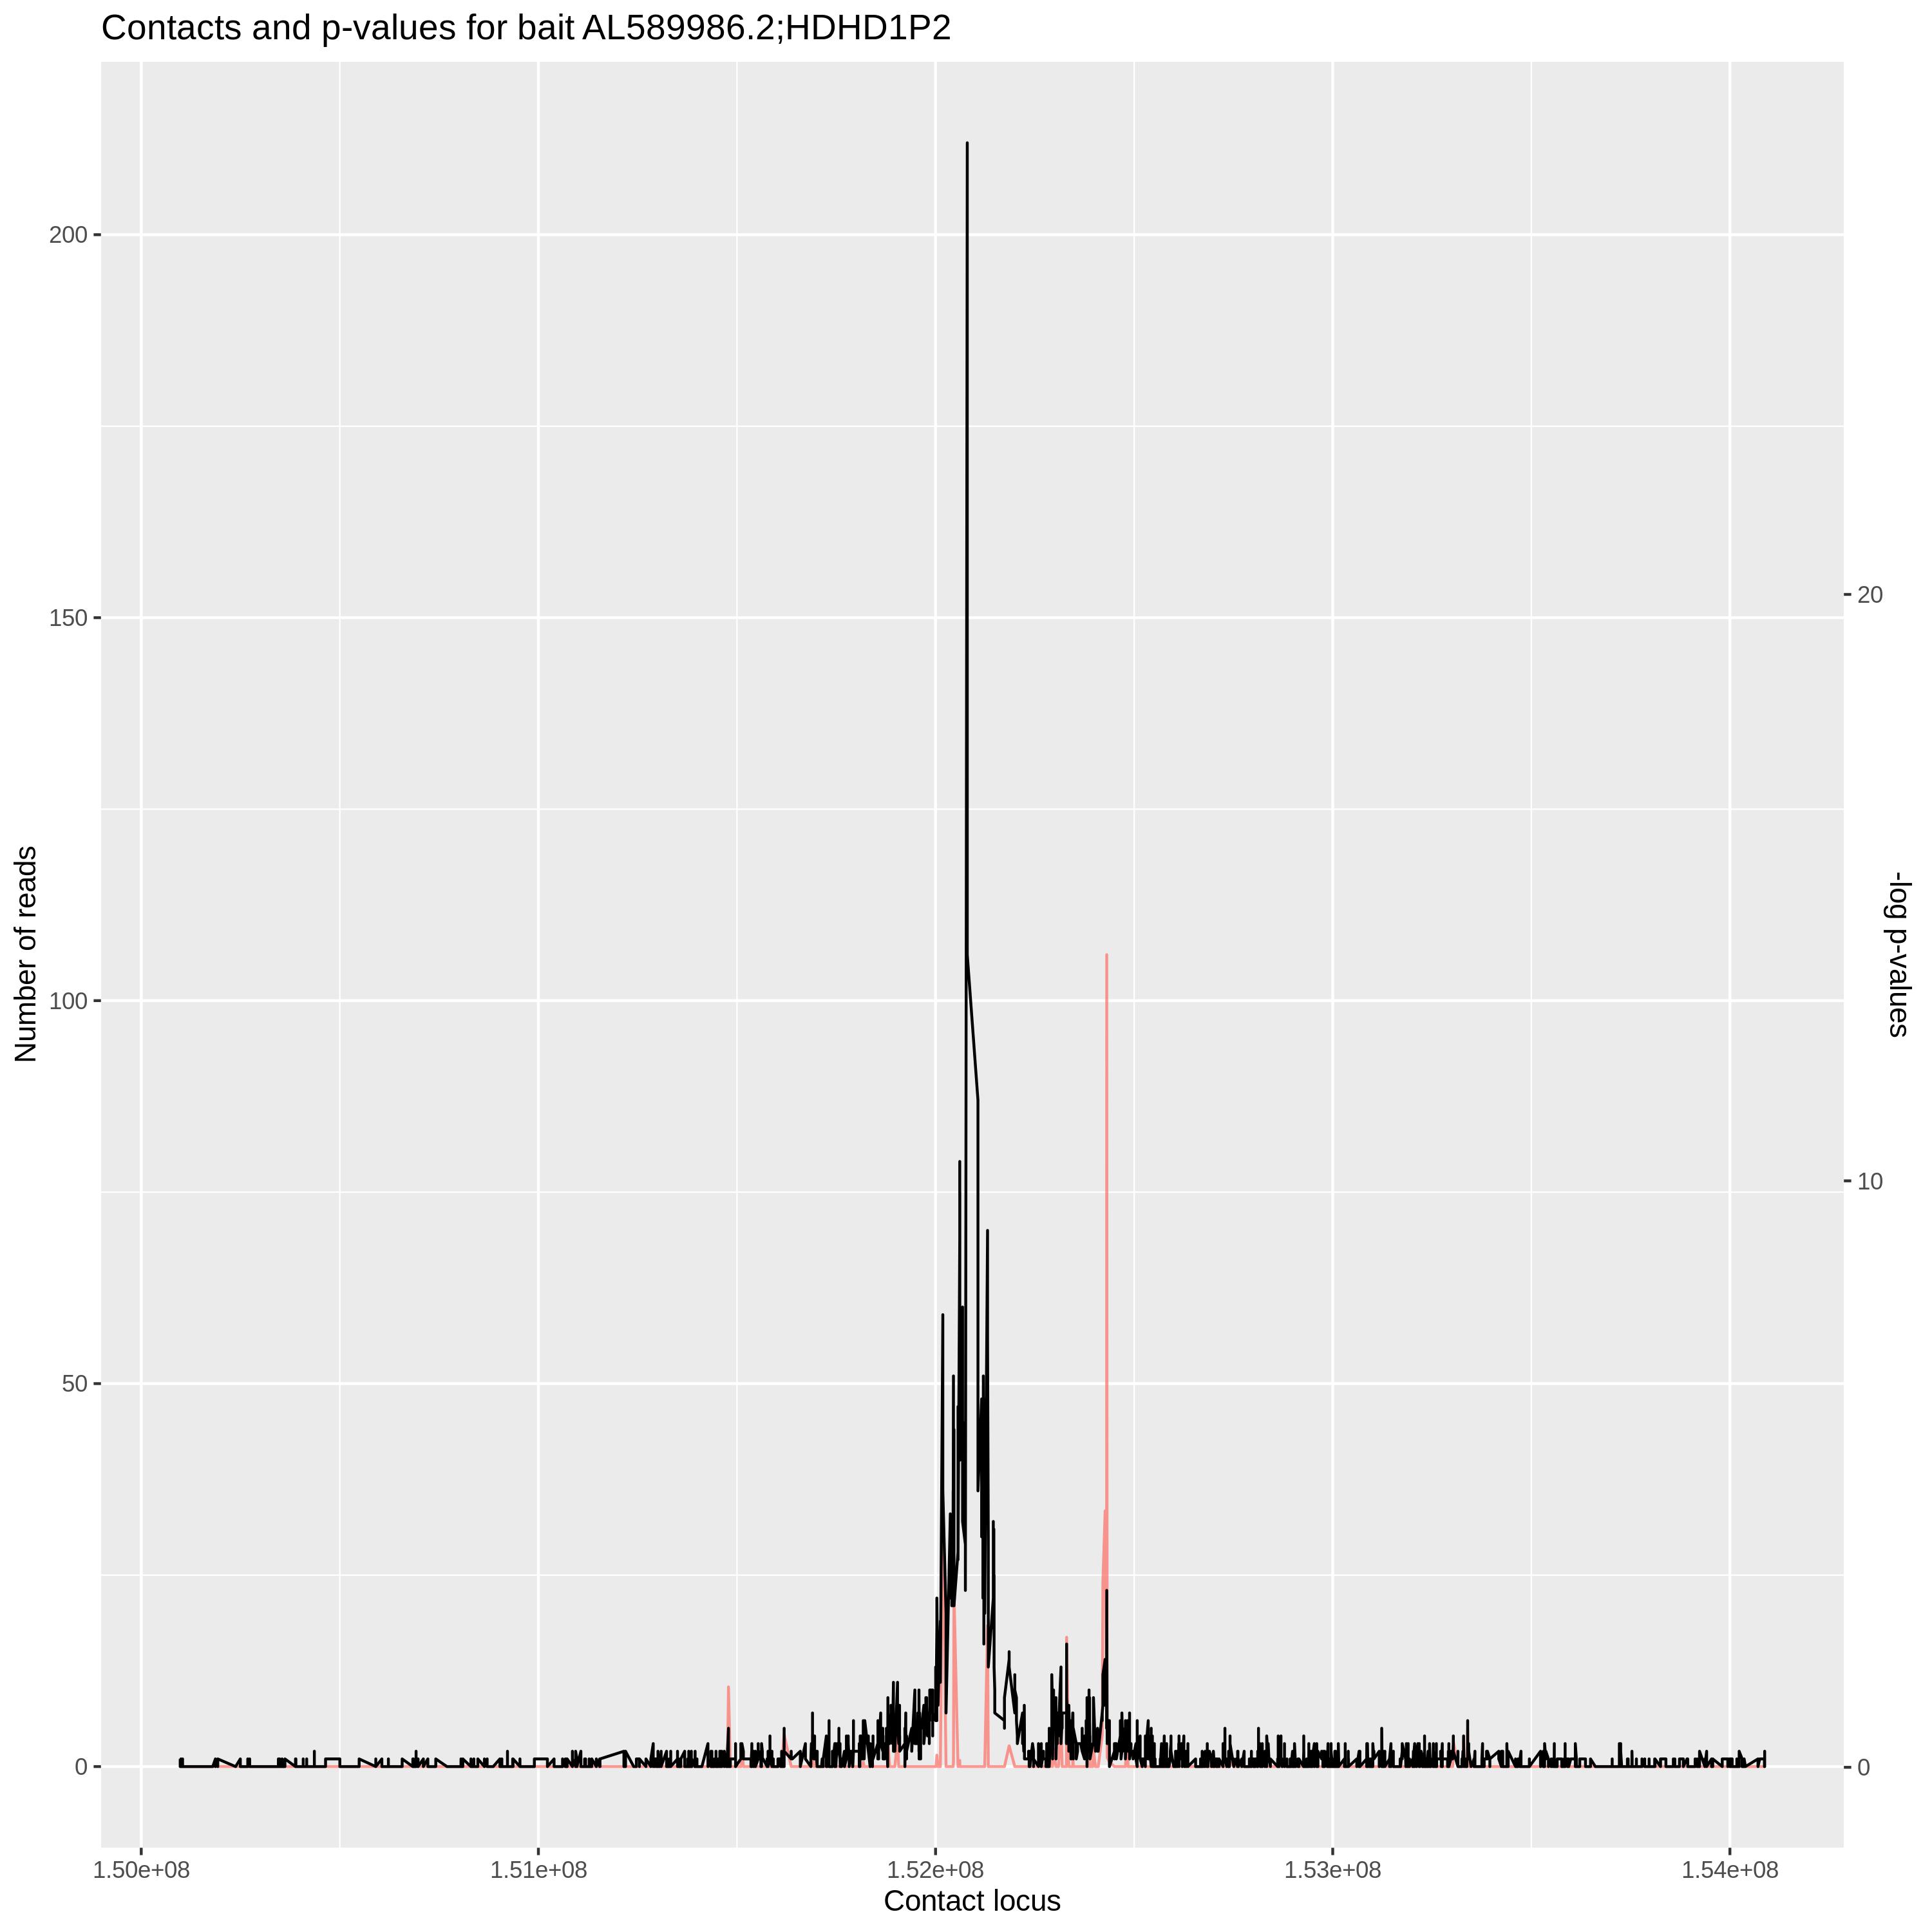 Contacts and p-values for bait AL589986.2;HDHD1P2
Number of reads
200
150
100
50
0
20
10
0
-log p-values
1.50e+08
1.51e+08
1.52e+08
1.53e+08
1.54e+08
Contact locus